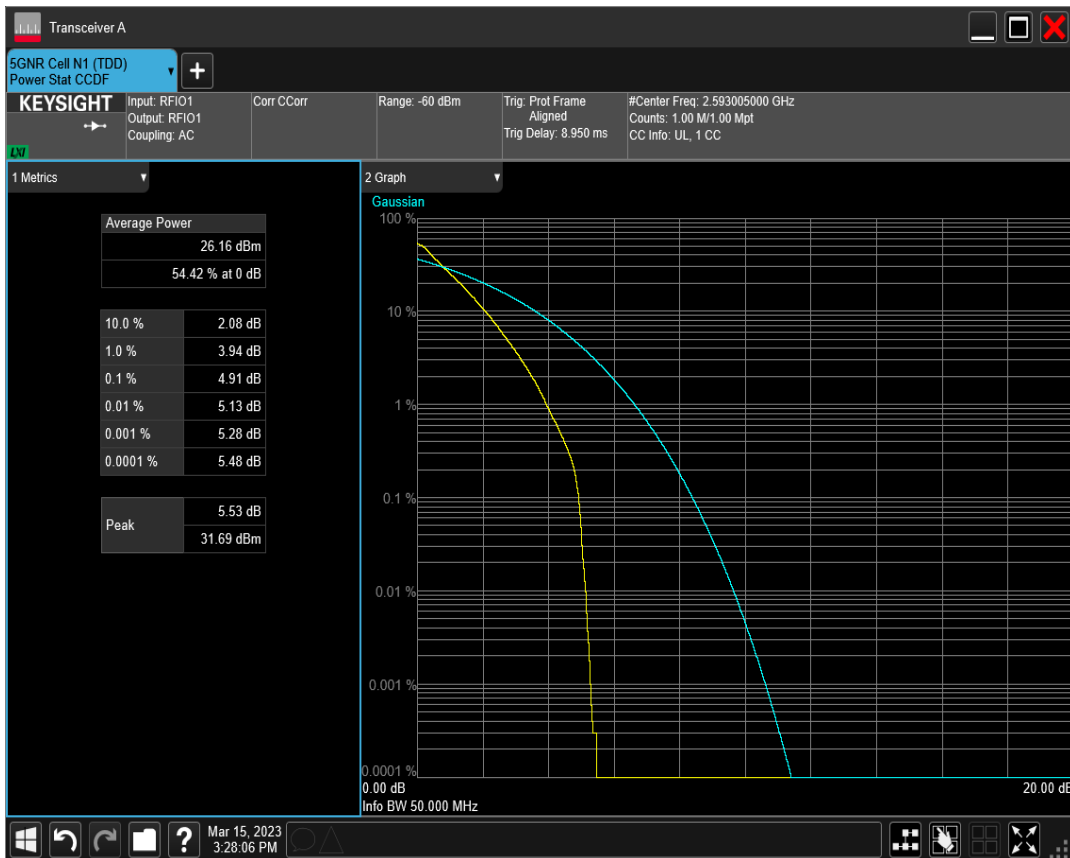 Transceiver A
5GNR Cell N1 (TDD)
Power Stat CCDF
KEYSIGHT
LXI
Input: RFIO1
Output: RFIO1
Coupling: AC
Corr CCorr
Range: -60 dBm
Trig: Prot Frame
Aligned
Trig Delay: 8.950 ms
#Center Freq: 2.593005000 GHz
Counts: 1.00 M/1.00 Mpt
CC Info: UL, 1 CC
1 Metrics
Average Power
26.16 dBm
54.42 % at 0 dB
10.0 % 2.08 dB
1.0 % 3.94 dB
0.1 % 4.91 dB
0.01 % 5.13 dB
0.001 % 5.28 dB
0.0001 % 5.48 dB
Peak 5.53 dB
31.69 dBm
2 Graph
Gaussian
100 %
10 %
1 %
0.1 %
0.01 %
0.001 %
0.0001 %
0.00 dB 20.00 dB
Info BW 50.000 MHz
Mar 15, 2023
3:28:06 PM